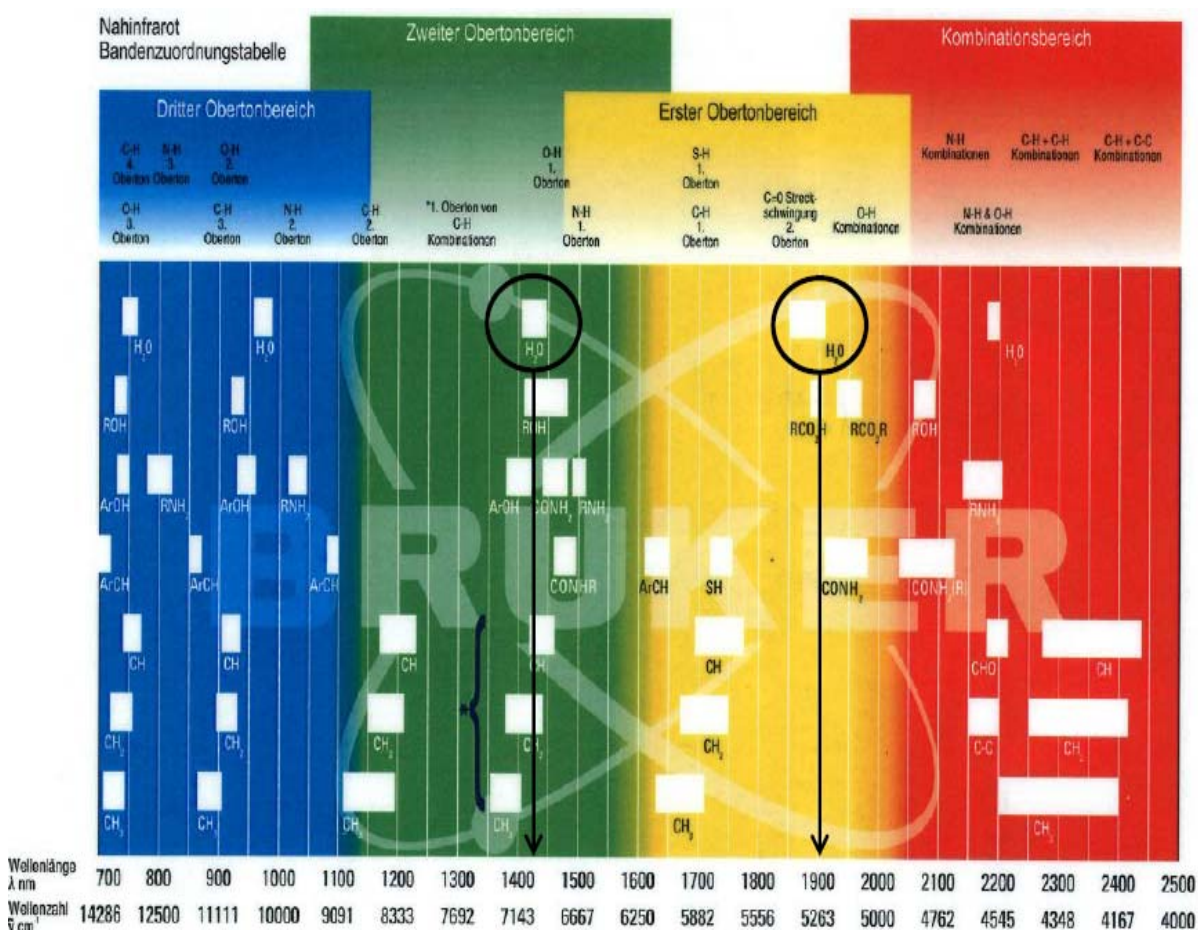 Nahinfrarot
Bandenzuordnungstabelle
Zweiter Obertonbereich
Kombinationsbereich
Dritter Obertonbereich
Erster Obertonbereich
C-H
4.
Oberton
N-H
3.
Oberton
O-H
2.
Oberton
O-H
1.
Oberton
S-H
1.
Oberton
N-H
Kombinationen
C-H + C-H
Kombinationen
C-H + C-C
Kombinationen
C-H
3.
Oberton
C-H
3.
Oberton
N-H
2.
Oberton
C-H
2.
Oberton
*1. Oberton von
C-H
Kombinationen
N-H
1.
Oberton
C-H
1.
Oberton
C=O Streck-
schwingung
2.
Oberton
O-H
Kombinationen
N-H & O-H
Kombinationen
H₂O H₂O H₂O H₂O H₂O
ROH ROH ROH RCO₂H RCO₂R ROH
ArOH RNH₂ ArOH RNH₂ ArOH CONH₂ RNH₂ RNH₂
BRUKER
ArCH ArCH ArCH CONHR ArCH SH CONH₂ CONH₂(R)
CH CH CH CH CH CHO CH
*
CH₂ CH₂ CH₂ CH₂ CH₂ C-C CH₂
CH₃ CH₃ CH₃ CH₃ CH₃ CH₃
Wellenlänge
λ nm 700 800 900 1000 1100 1200 1300 1400 1500 1600 1700 1800 1900 2000 2100 2200 2300 2400 2500
Wellenzahl 14286 12500 11111 10000 9091 8333 7692 7143 6667 6250 5882 5556 5263 5000 4762 4545 4348 4167 4000
ṽ cm⁻¹